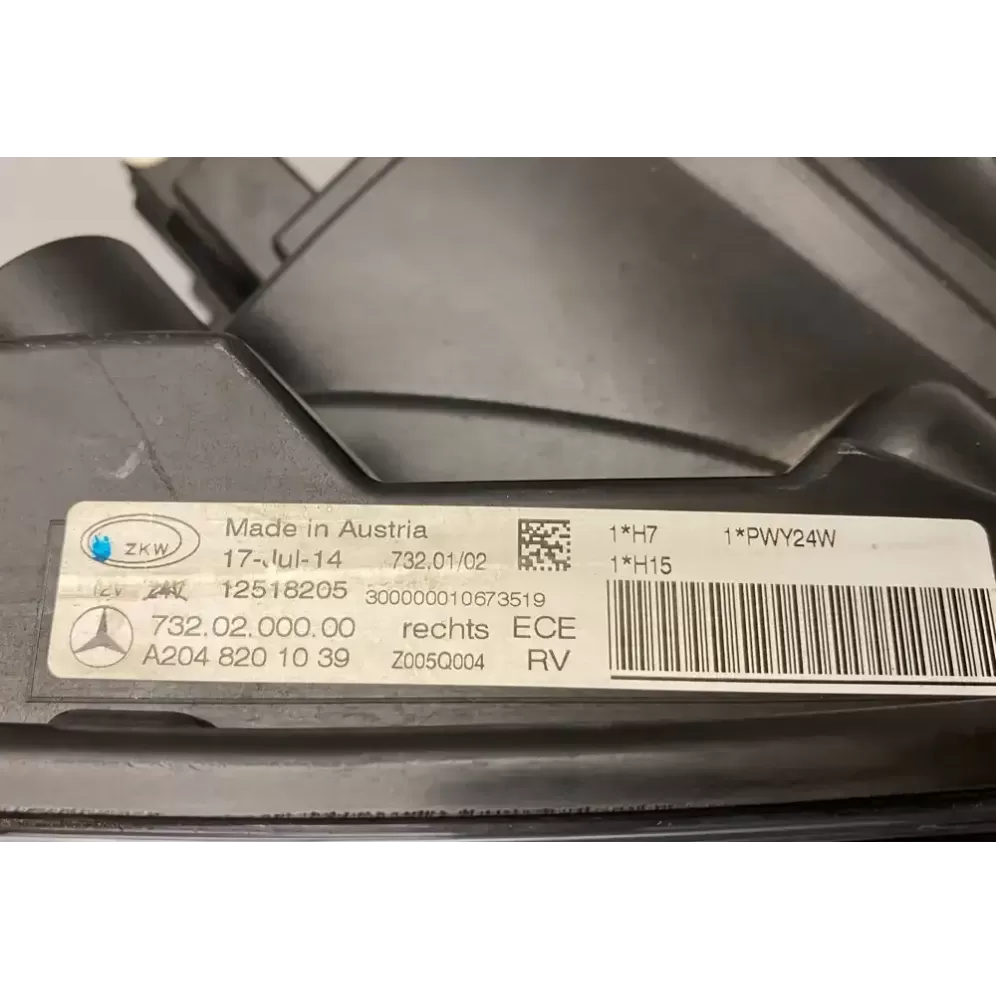 ZKW
Made in Austria
17-Jul-14 732.01/02
12V 24V 12518205 300000010673519
732.02.000.00 rechts ECE
A204 820 10 39 Z005Q004 RV
1*H7 1*PWY24W
1*H15